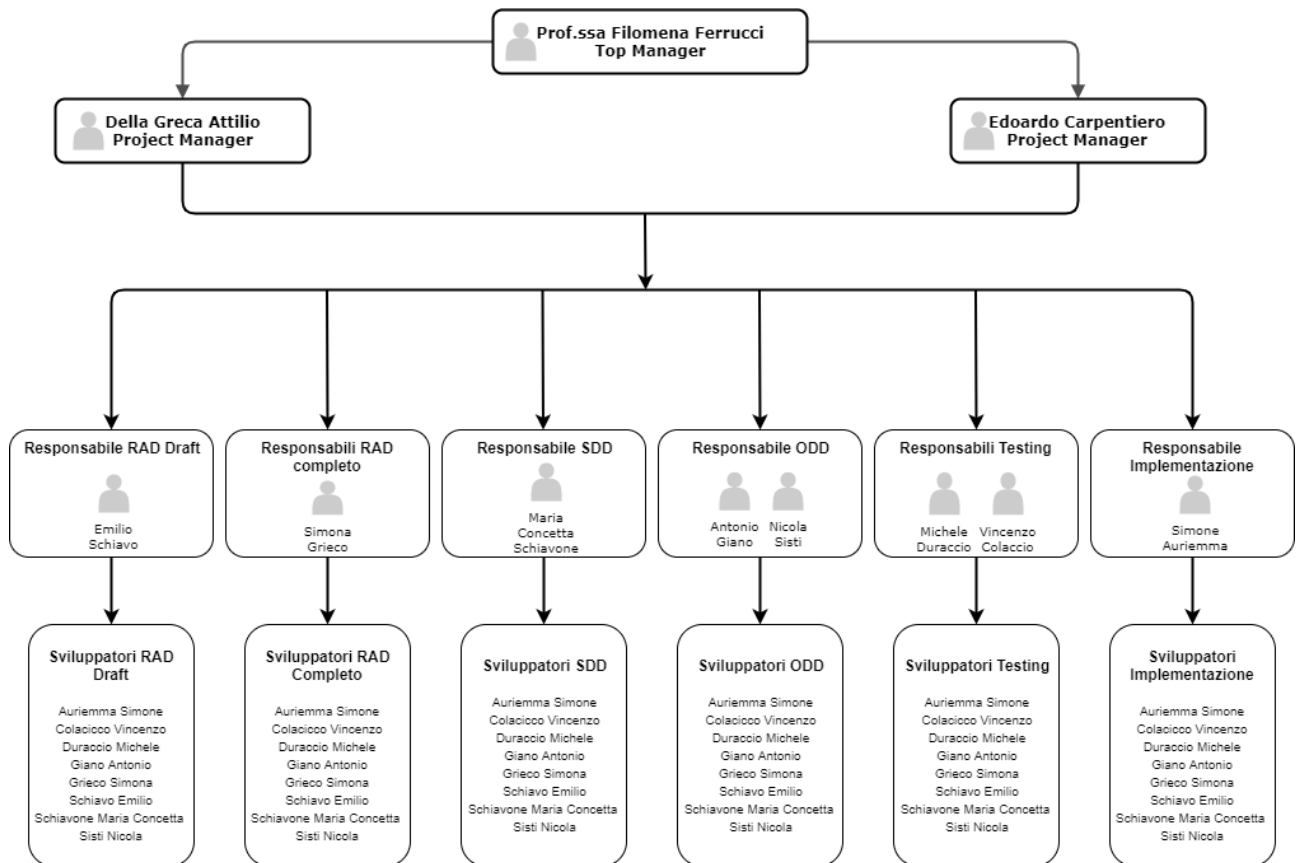 Prof.ssa Filomena Ferrucci
Top Manager
Della Greca Attilio
Project Manager
Edoardo Carpentiero
Project Manager
Responsabile RAD Draft
Emilio
Schiavo
Responsabili RAD
completo
Simona
Grieco
Responsabile SDD
Maria
Concetta
Schiavone
Responsabile ODD
Antonio
Giano
Nicola
Sisti
Responsabili Testing
Michele
Duraccio
Vincenzo
Colaccio
Responsabile
Implementazione
Simone
Auriemma
Sviluppatori RAD
Draft
Auriemma Simone
Colacicco Vincenzo
Duraccio Michele
Giano Antonio
Grieco Simona
Schiavo Emilio
Schiavone Maria Concetta
Sisti Nicola
Sviluppatori RAD
Completo
Auriemma Simone
Colacicco Vincenzo
Duraccio Michele
Giano Antonio
Grieco Simona
Schiavo Emilio
Schiavone Maria Concetta
Sisti Nicola
Sviluppatori SDD
Auriemma Simone
Colacicco Vincenzo
Duraccio Michele
Giano Antonio
Grieco Simona
Schiavo Emilio
Schiavone Maria Concetta
Sisti Nicola
Sviluppatori ODD
Auriemma Simone
Colacicco Vincenzo
Duraccio Michele
Giano Antonio
Grieco Simona
Schiavo Emilio
Schiavone Maria Concetta
Sisti Nicola
Sviluppatori Testing
Auriemma Simone
Colacicco Vincenzo
Duraccio Michele
Giano Antonio
Grieco Simona
Schiavo Emilio
Schiavone Maria Concetta
Sisti Nicola
Sviluppatori
Implementazione
Auriemma Simone
Colacicco Vincenzo
Duraccio Michele
Giano Antonio
Grieco Simona
Schiavo Emilio
Schiavone Maria Concetta
Sisti Nicola